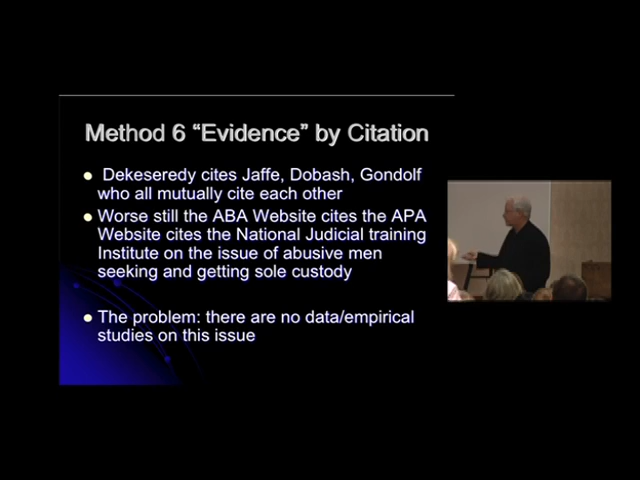 Method 6 “Evidence” by Citation
Dekeseredy cites Jaffe, Dobash, Gondolf
who all mutually cite each other
Worse still the ABA Website cites the APA
Website cites the National Judicial training
Institute on the issue of abusive men
seeking and getting sole custody
The problem: there are no data/empirical
studies on this issue